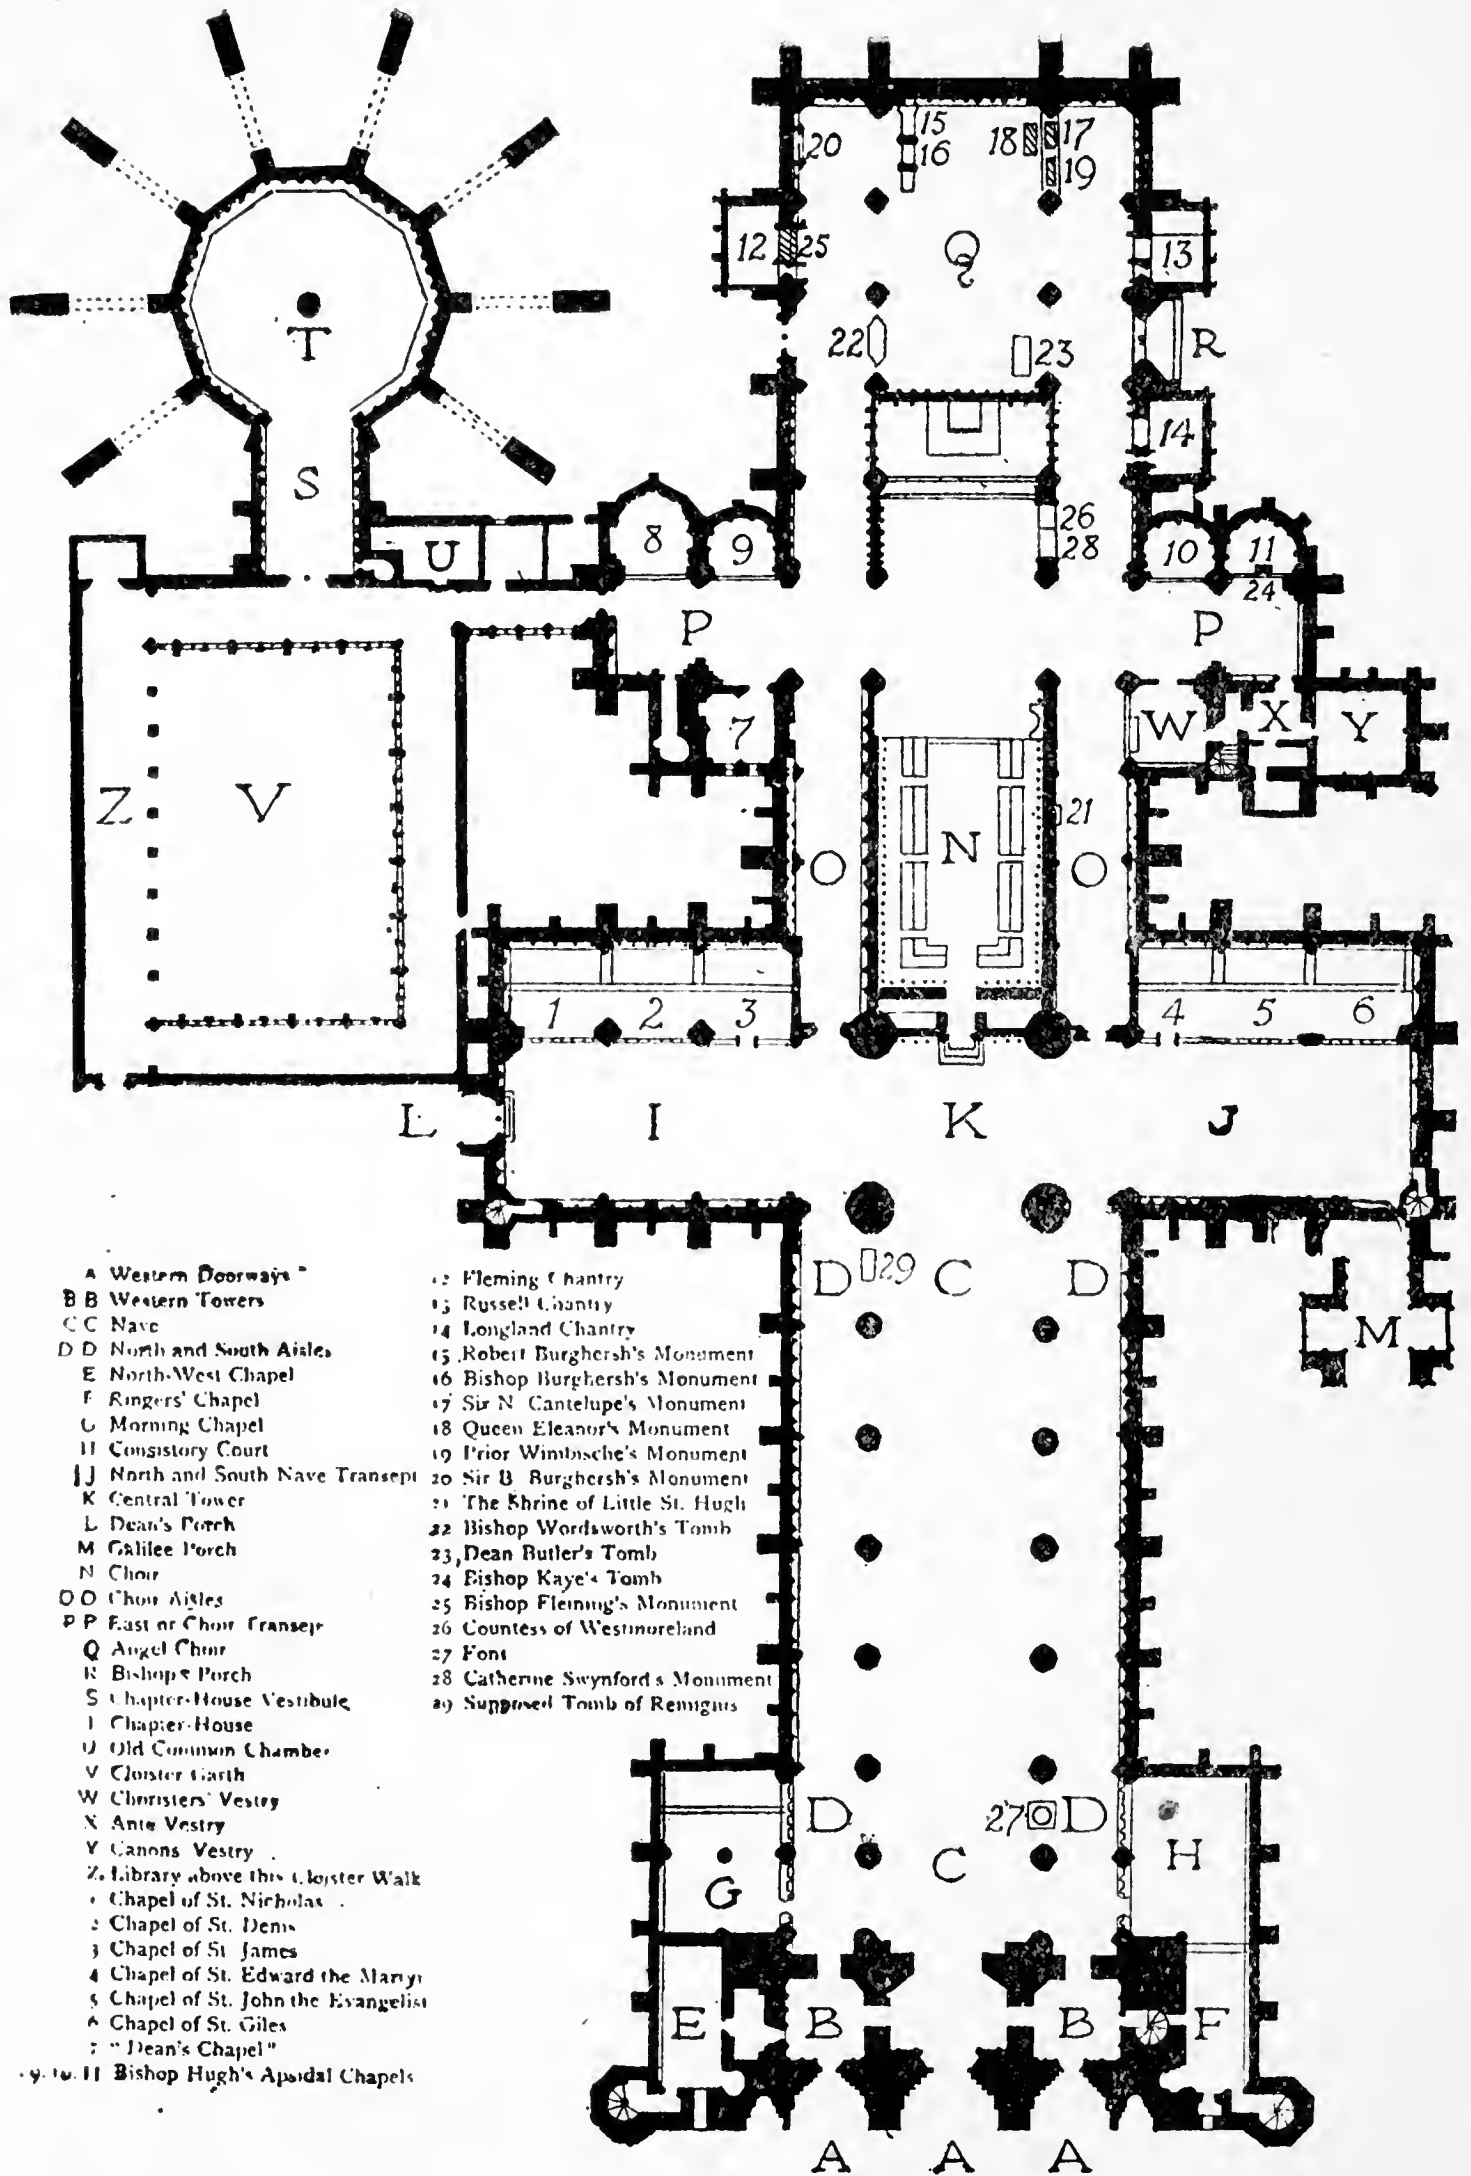 15
20
18
17
16
19
12
25
Q
13
22
23
R
T
14
S
26
U
8
9
28
10
11
24
P
P
5
W
X
Y
7
Z
V
21
N
O
O
1
2
3
4
5
6
L
I
K
J
D
29
C
D
M
A Western Doorways
B B Western Towers
C C Nave
D D North and South Aisles
E North-West Chapel
F Ringers' Chapel
G Morning Chapel
H Consistory Court
I J North and South Nave Transept
K Central Tower
L Dean's Porch
M Galilee Porch
N Choir
O O Choir Aisles
P P East or Choir Transept
Q Angel Choir
R Bishop's Porch
S Chapter-House Vestibule
T Chapter-House
U Old Common Chamber
V Cloister Garth
W Choristers' Vestry
X Ante Vestry
Y Canons Vestry
Z. Library above this Cloister Walk
1 Chapel of St. Nicholas
2 Chapel of St. Denis
3 Chapel of St James
4 Chapel of St. Edward the Martyr
5 Chapel of St. John the Evangelist
6 Chapel of St. Giles
7 "Dean's Chapel"
9. 10. 11 Bishop Hugh's Apsidal Chapels
12 Fleming Chantry
13 Russell Chantry
14 Longland Chantry
15 Robert Burghersh's Monument
16 Bishop Burghersh's Monument
17 Sir N Cantelupe's Monument
18 Queen Eleanor's Monument
19 Prior Wimbische's Monument
20 Sir B Burghersh's Monument
21 The Shrine of Little St. Hugh
22 Bishop Wordsworth's Tomb
23 Dean Butler's Tomb
24 Bishop Kaye's Tomb
25 Bishop Fleming's Monument
26 Countess of Westmoreland
27 Font
28 Catherine Swynford's Monument
29 Supposed Tomb of Remigius
D
27
D
C
G
H
E
B
B
F
A A A